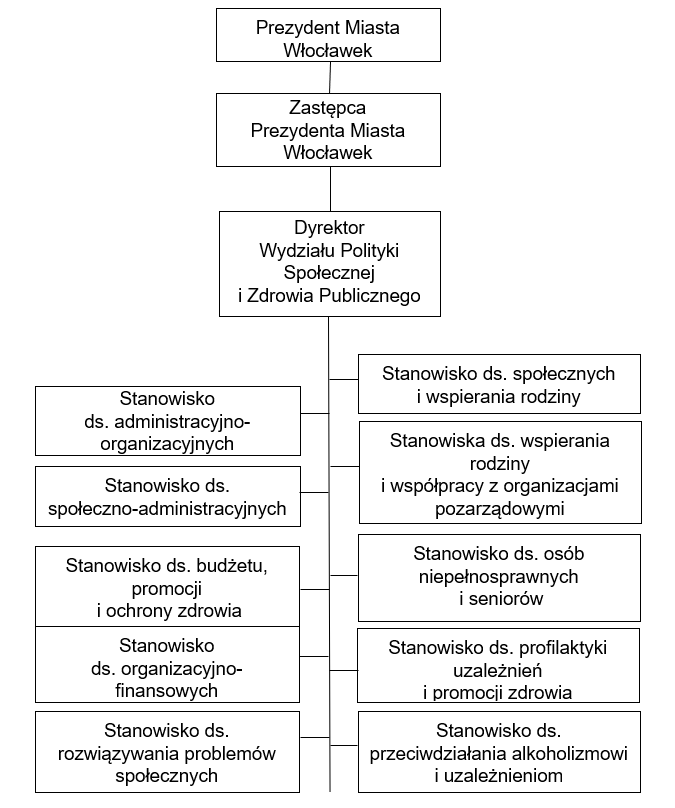 Prezydent Miasta
Włocławek
Zastępca
Prezydenta Miasta
Włocławek
Dyrektor
Wydziału Polityki
Społecznej
i Zdrowia Publicznego
Stanowisko
ds. administracyjno-
organizacyjnych
Stanowisko ds.
społeczno-administracyjnych
Stanowisko ds. budżetu,
promocji
i ochrony zdrowia
Stanowisko
ds. organizacyjno-
finansowych
Stanowisko ds.
rozwiązywania problemów
społecznych
Stanowisko ds. społecznych
i wspierania rodziny
Stanowiska ds. wspierania
rodziny
i współpracy z organizacjami
pozarządowymi
Stanowisko ds. osób
niepełnosprawnych
i seniorów
Stanowisko ds. profilaktyki
uzależnień
i promocji zdrowia
Stanowisko ds.
przeciwdziałania alkoholizmowi
i uzależnieniom